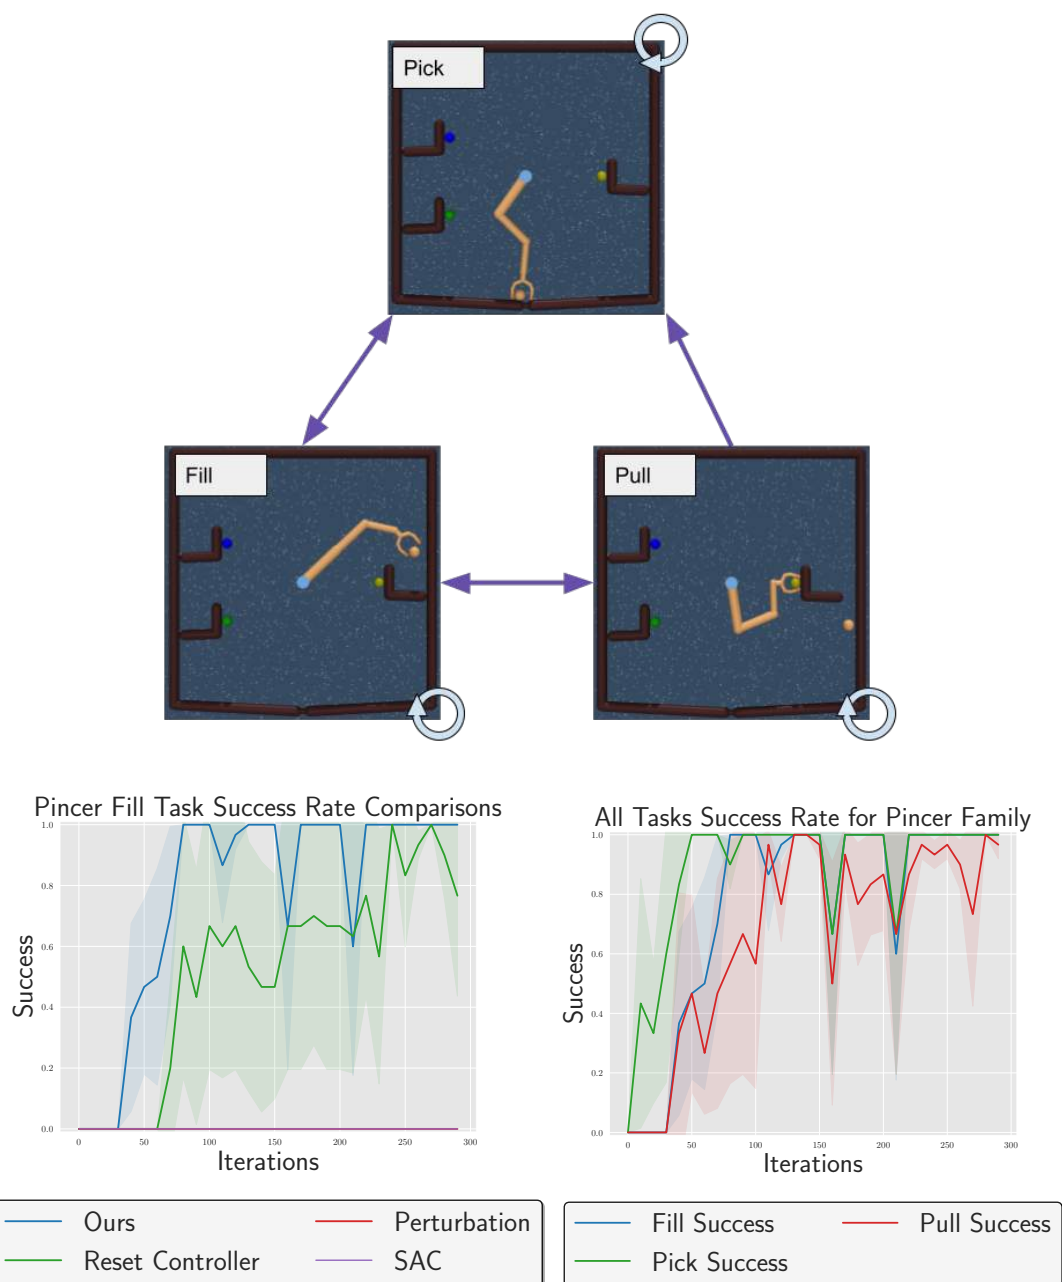 Pick
Fill
Pull
Pincer Fill Task Success Rate Comparisons
1.0
0.8
0.6
0.4
0.2
0.0
Success
0 50 100 150 200 250 300
Iterations
Ours
Perturbation
Reset Controller
SAC
All Tasks Success Rate for Pincer Family
1.0
0.8
0.6
0.4
0.2
0.0
Success
0 50 100 150 200 250 300
Iterations
Fill Success
Pull Success
Pick Success